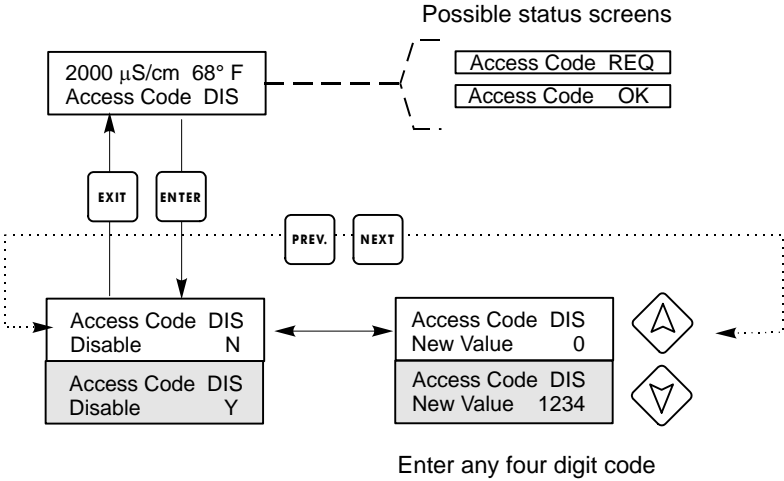 Possible status screens
2000 μS/cm 68° F
Access Code DIS
Access Code REQ
Access Code OK
EXIT
ENTER
PREV.
NEXT
Access Code DIS
Disable N
Access Code DIS
Disable Y
Access Code DIS
New Value 0
Access Code DIS
New Value 1234
Enter any four digit code